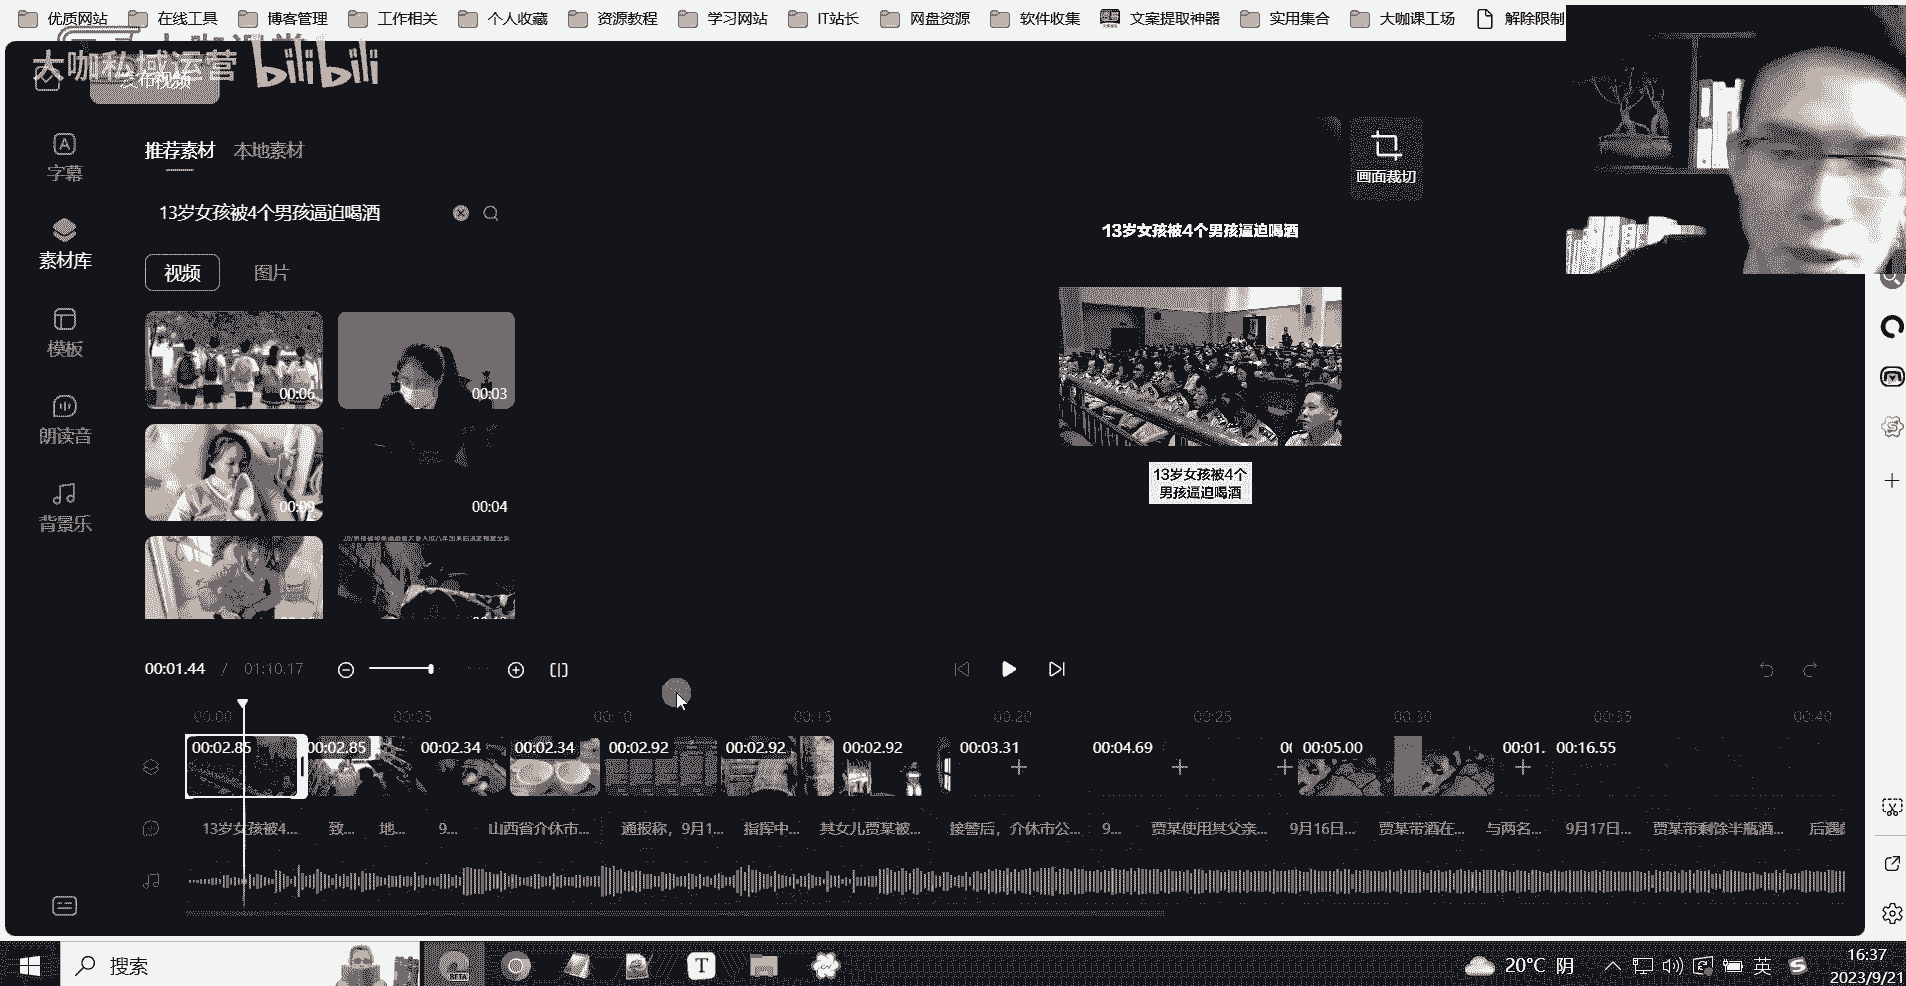 优质网站
在线工具
博客管理
工作相关
个人收藏
资源教程
学习网站
IT站长
网盘资源
软件收集
文案提取神器
实用集合
大咖课工场
解除限制
大咖私域运营 bilibili
发布视频
字幕
素材库
模板
朗读音
背景乐
推荐素材
本地素材
13岁女孩被4个男孩逼迫喝酒
视频
图片
00:06
00:03
00:09
00:04
画面裁切
13岁女孩被4个男孩逼迫喝酒
13岁女孩被4个
男孩逼迫喝酒
00:01.44 / 01:10.17
00:00
00:05
00:10
00:15
00:20
00:25
00:30
00:35
00:40
00:02.85
00:02.85
00:02.34
00:02.34
00:02.92
00:02.92
00:02.92
00:03.31
00:04.69
00:05.00
00:01.
00:16.55
13岁女孩被4...
致...
地...
9...
山西省介休市...
通报称，9月1...
指挥中...
其女儿贾某被...
接警后，介休市公...
9...
贾某使用其父亲...
9月16日...
贾某带酒在...
与两名...
9月17日...
贾某带剩馀半瓶酒...
搜索
BETA
T
20°C 阴
英
16:37
2023/9/21